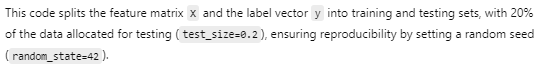 This code splits the feature matrix X and the label vector y into training and testing sets, with 20%
of the data allocated for testing ( test_size=0.2 ), ensuring reproducibility by setting a random seed
( random_state=42 ).